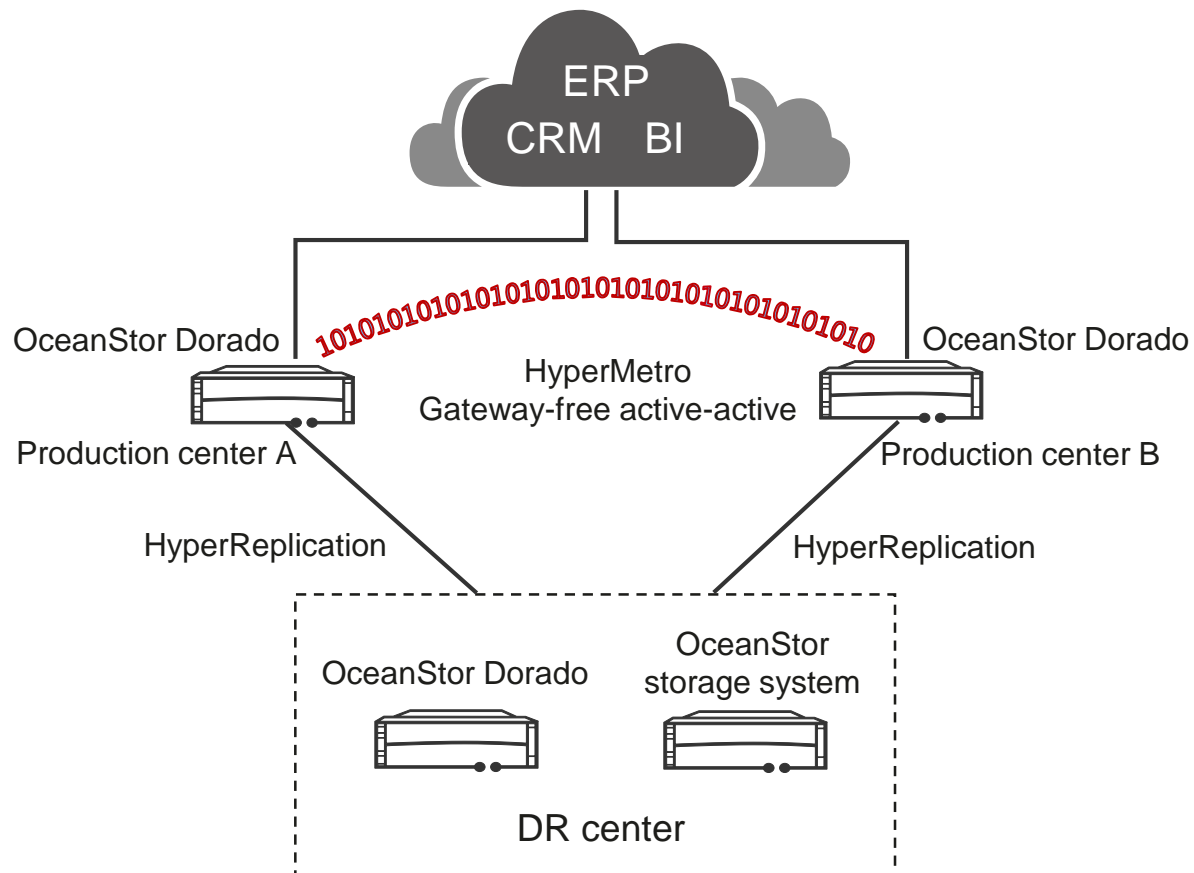 ERP
CRM BI
1010101010101010101010101010101010101010
OceanStor Dorado
OceanStor Dorado
HyperMetro
Gateway-free active-active
Production center A
Production center B
HyperReplication
HyperReplication
OceanStor
storage system
OceanStor Dorado
DR center